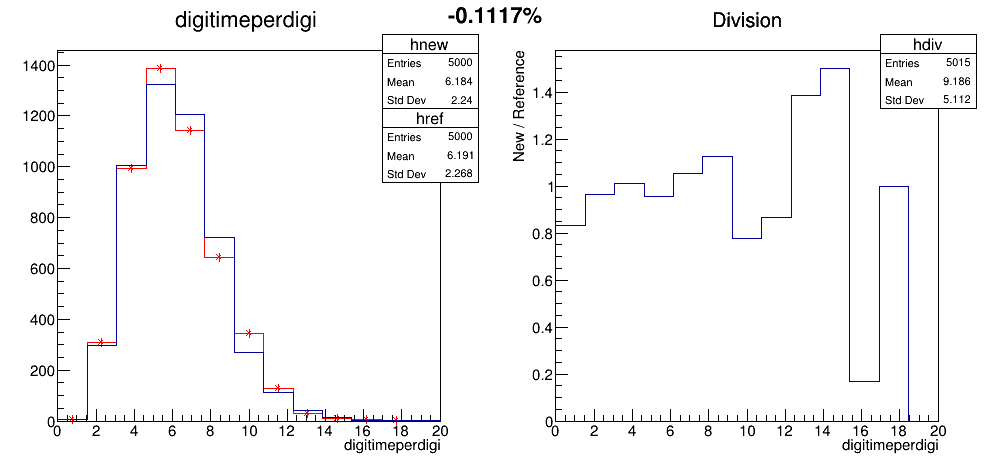 -0.1117%
digitimeperdigi
hnew
Entries 5000
Mean 6.184
Std Dev 2.24
href
Entries 5000
Mean 6.191
Std Dev 2.268
1400
1200
1000
800
600
400
200
0
0 2 4 6 8 10 12 14 16 18 20
digitimeperdigi
Division
hdiv
Entries 5015
Mean 9.186
Std Dev 5.112
New / Reference
1.4
1.2
1
0.8
0.6
0.4
0.2
0
0 2 4 6 8 10 12 14 16 18 20
digitimeperdigi